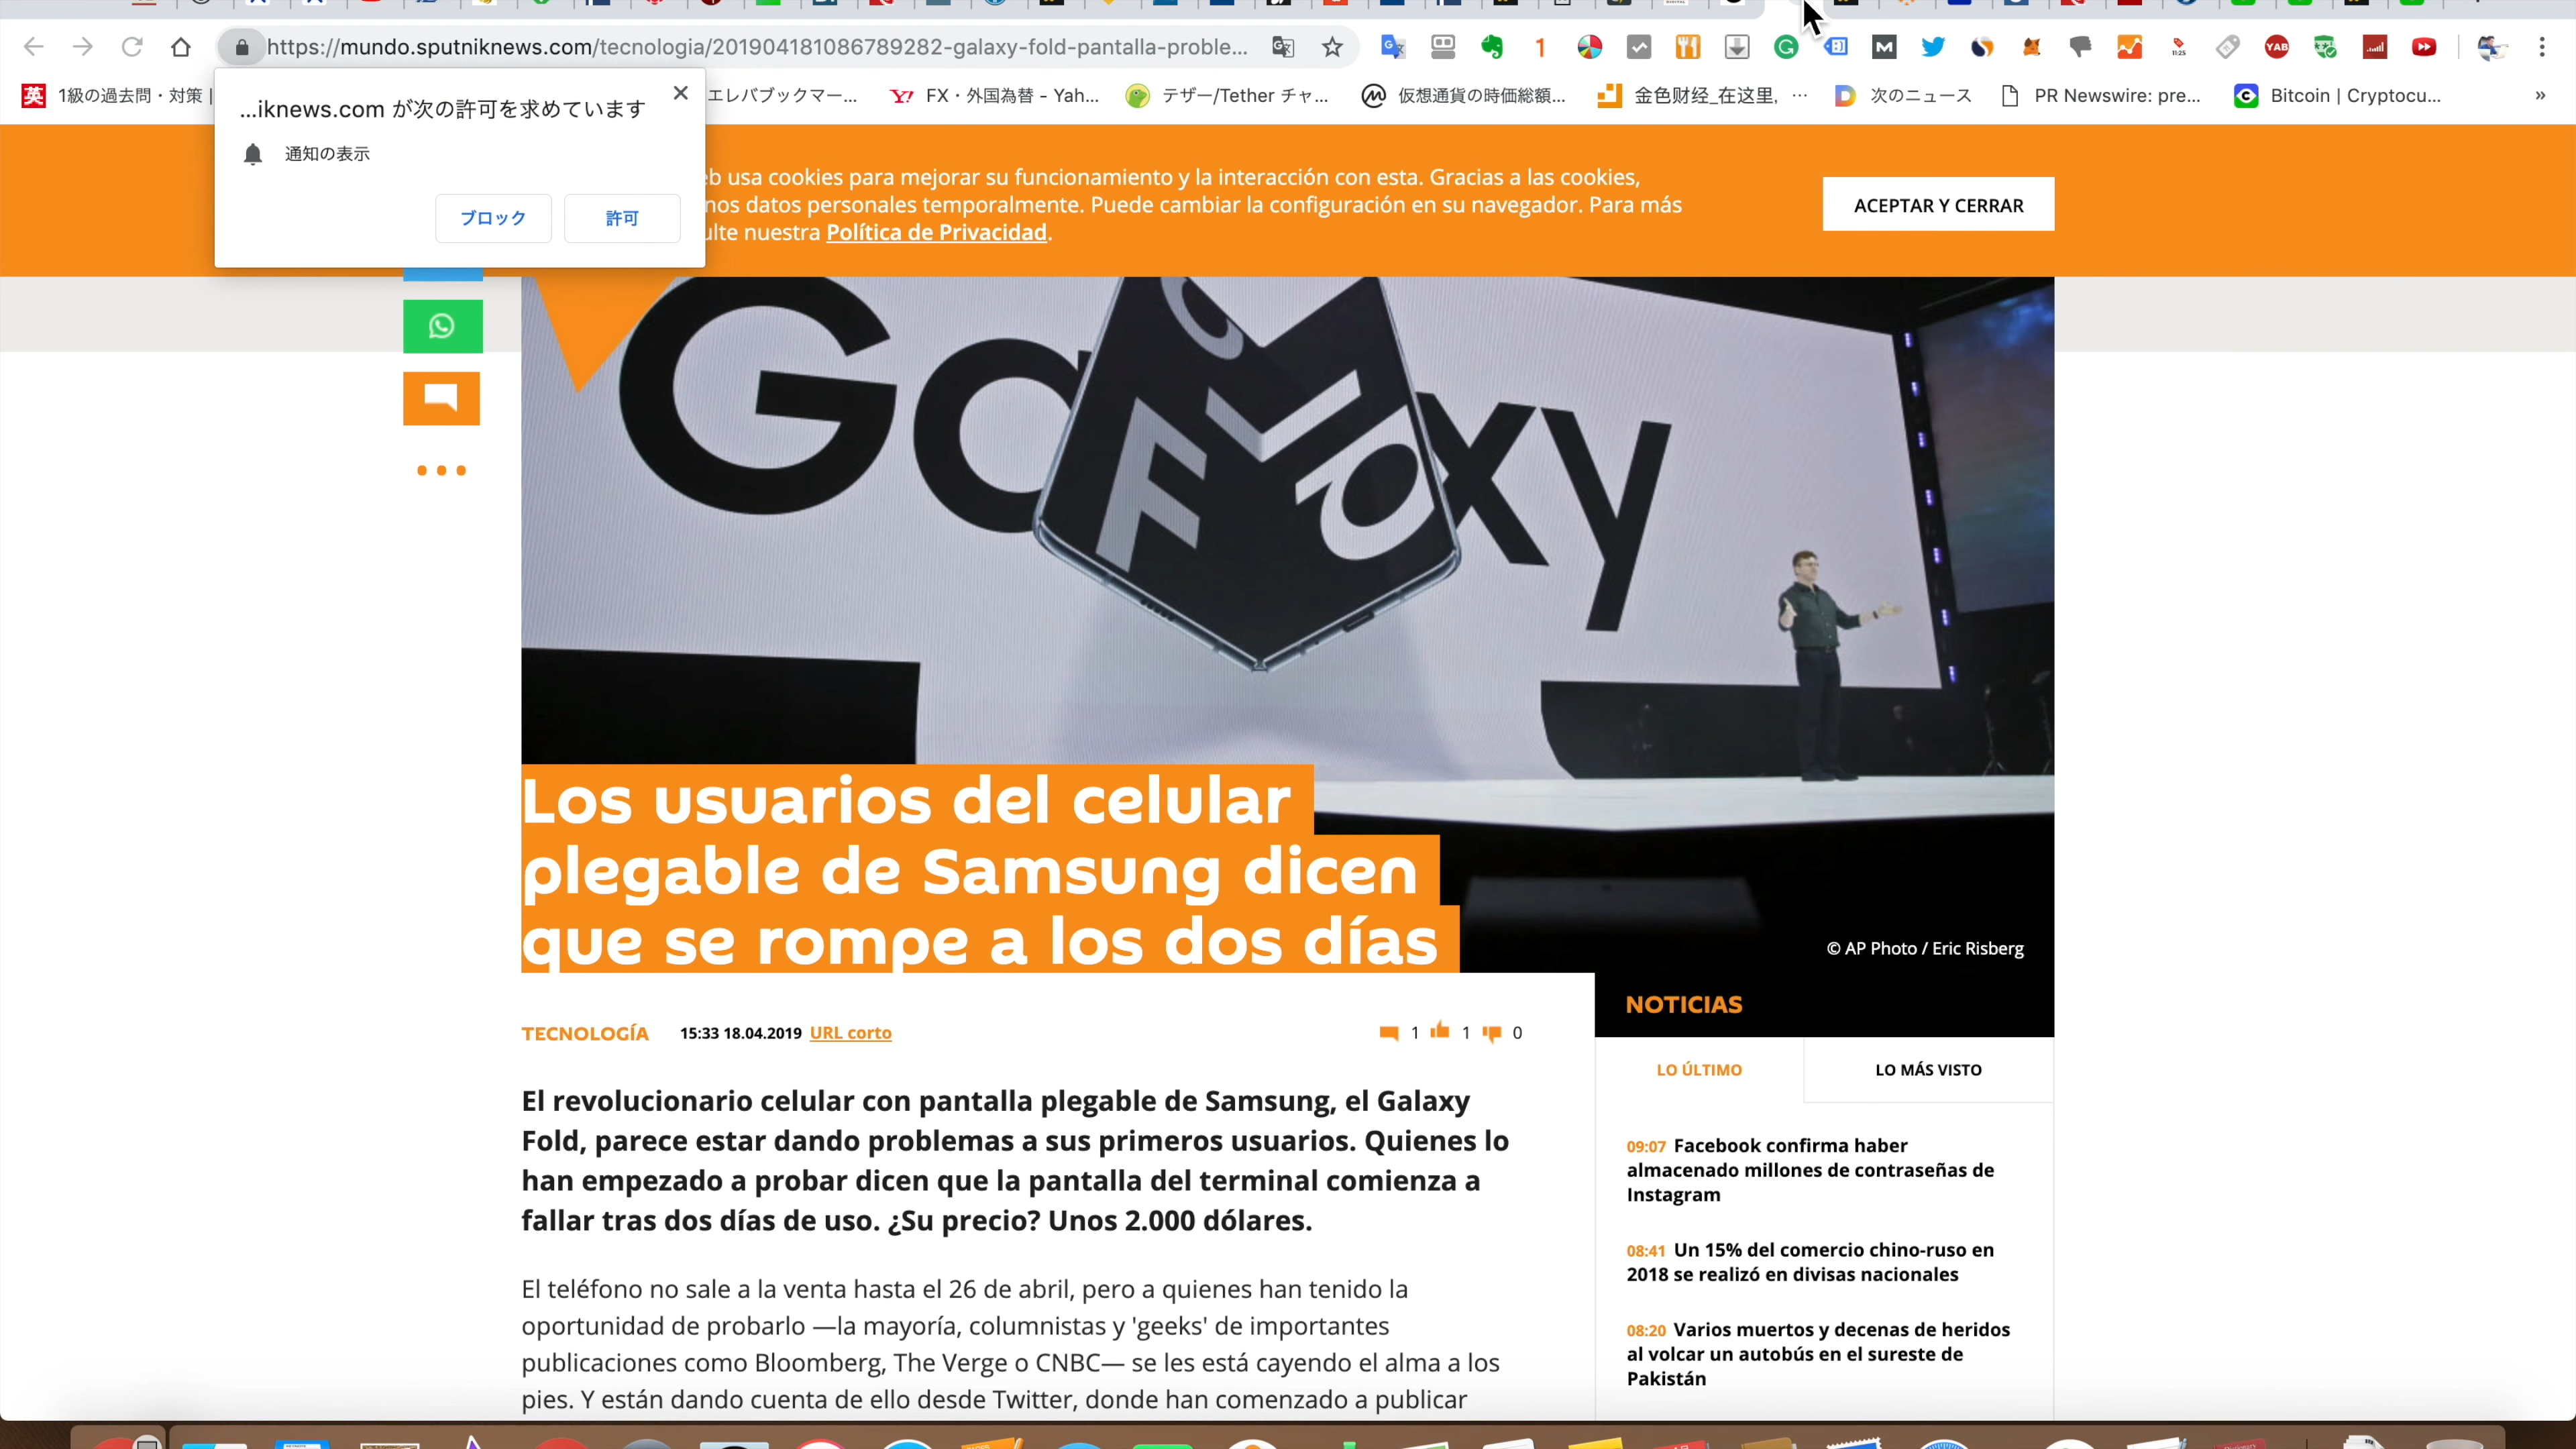 https://mundo.sputniknews.com/tecnologia/201904181086789282-galaxy-fold-pantalla-proble...
1級の過去問・対策
エレバブックマー...
FX・外国為替 - Yah...
テザー/Tether チャ...
仮想通貨の時価総額...
金色财经_在这里, ...
次のニュース
PR Newswire: pre...
Bitcoin | Cryptocu...
»
...iknews.com が次の許可を求めています
通知の表示
ブロック
許可
eb usa cookies para mejorar su funcionamiento y la interacción con esta. Gracias a las cookies,
nos datos personales temporalmente. Puede cambiar la configuración en su navegador. Para más
ulte nuestra Política de Privacidad.
ACEPTAR Y CERRAR
Galaxy
Fold
Los usuarios del celular
plegable de Samsung dicen
que se rompe a los dos días
© AP Photo / Eric Risberg
TECNOLOGÍA 15:33 18.04.2019 URL corto
1 1 0
El revolucionario celular con pantalla plegable de Samsung, el Galaxy
Fold, parece estar dando problemas a sus primeros usuarios. Quienes lo
han empezado a probar dicen que la pantalla del terminal comienza a
fallar tras dos días de uso. ¿Su precio? Unos 2.000 dólares.
El teléfono no sale a la venta hasta el 26 de abril, pero a quienes han tenido la
oportunidad de probarlo —la mayoría, columnistas y 'geeks' de importantes
publicaciones como Bloomberg, The Verge o CNBC— se les está cayendo el alma a los
pies. Y están dando cuenta de ello desde Twitter, donde han comenzado a publicar
NOTICIAS
LO ÚLTIMO
LO MÁS VISTO
09:07 Facebook confirma haber
almacenado millones de contraseñas de
Instagram
08:41 Un 15% del comercio chino-ruso en
2018 se realizó en divisas nacionales
08:20 Varios muertos y decenas de heridos
al volcar un autobús en el sureste de
Pakistán